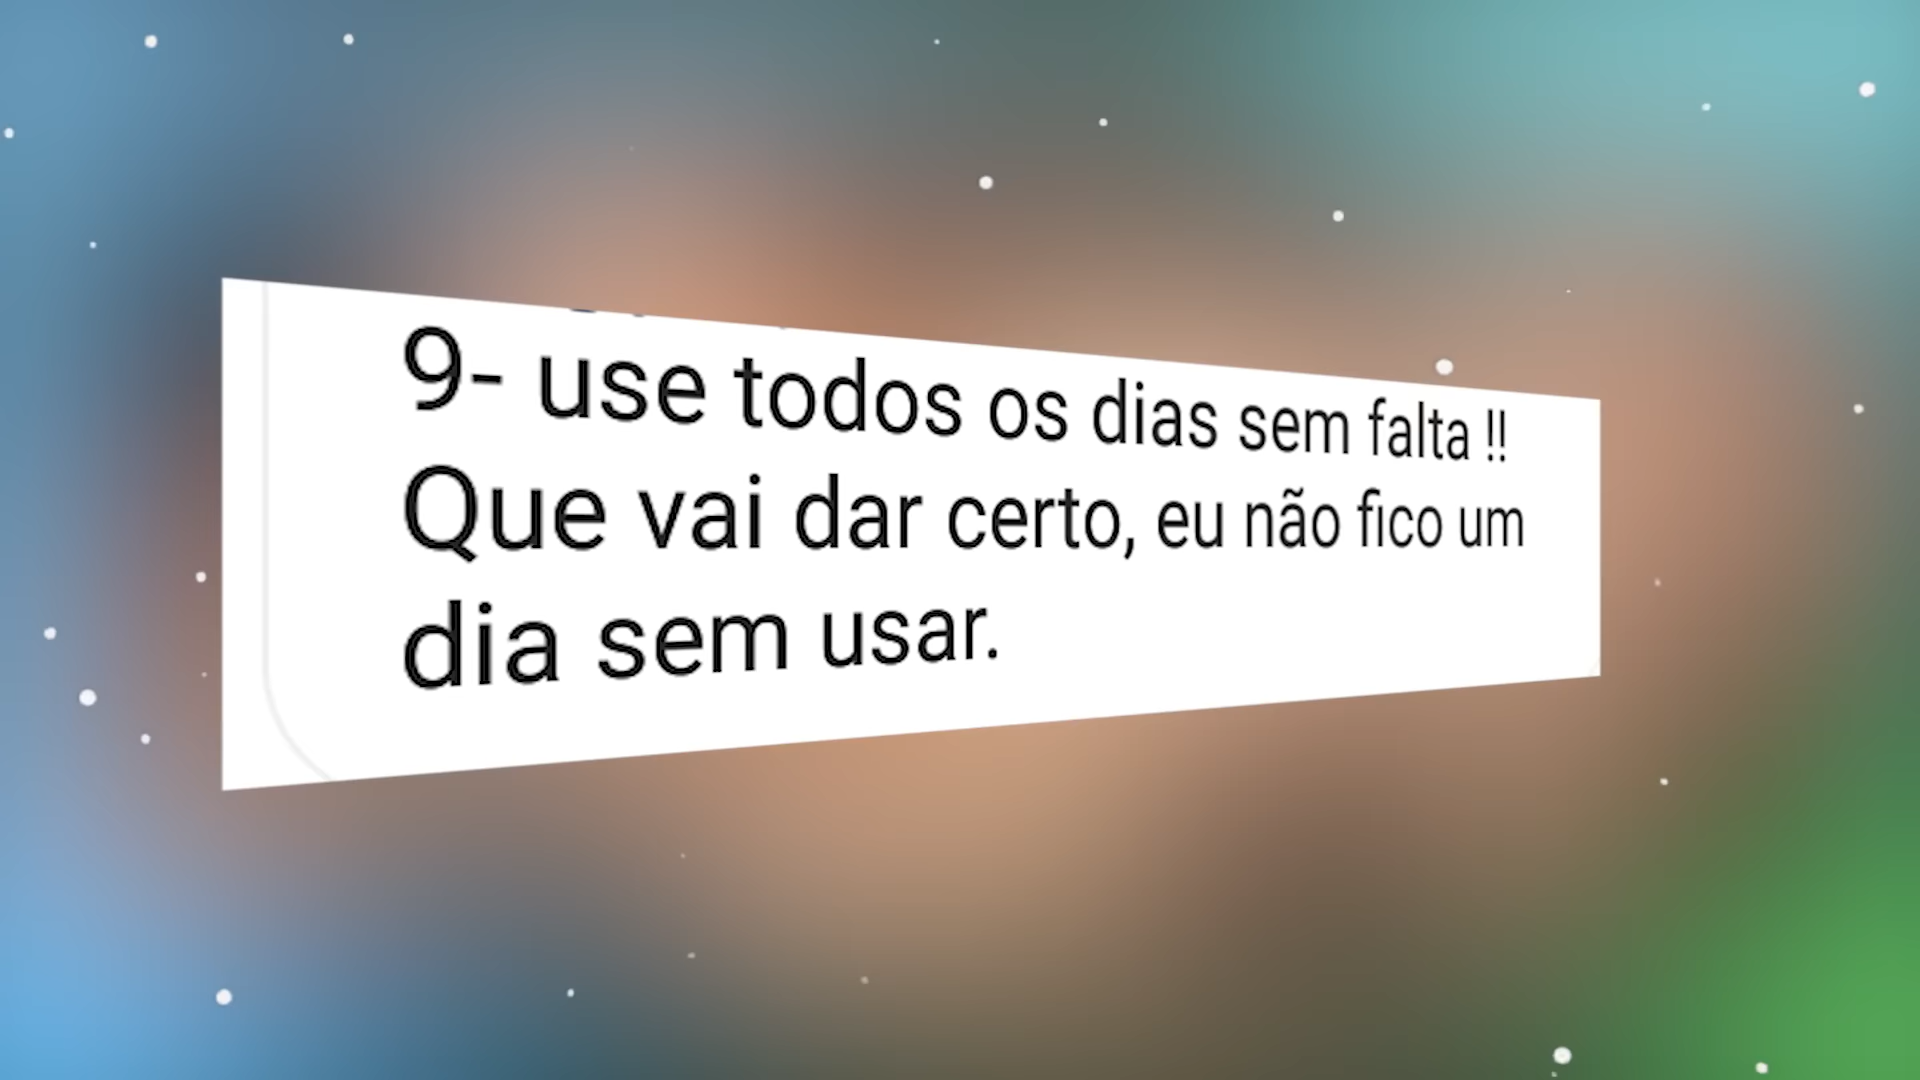 9- use todos os dias sem falta !!
Que vai dar certo, eu não fico um
dia sem usar.